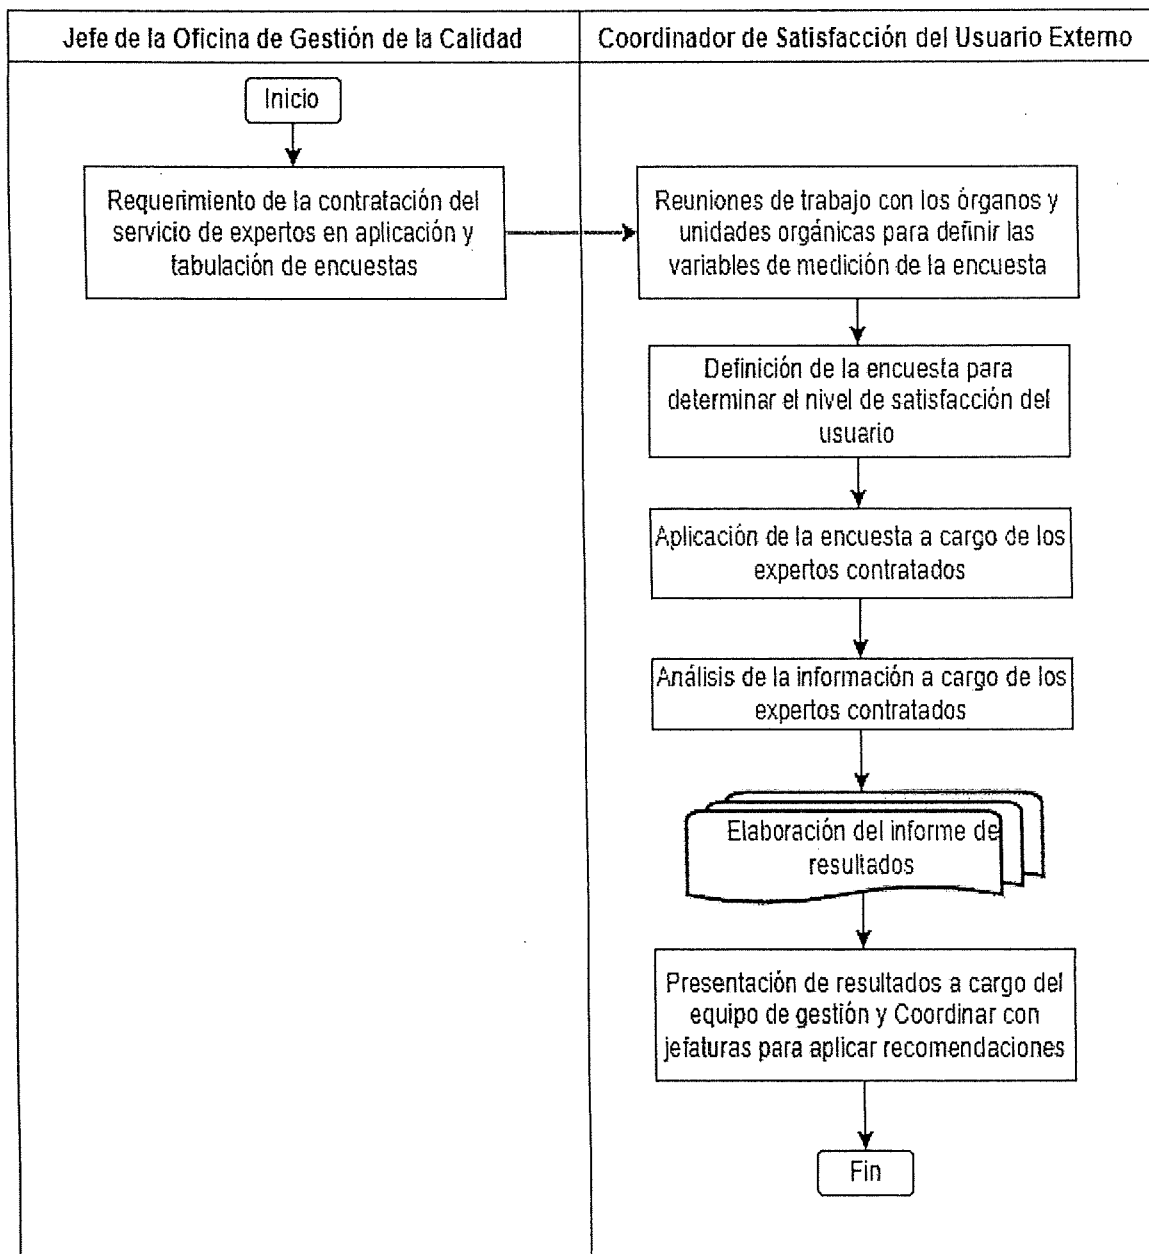 Jefe de la Oficina de Gestión de la Calidad
Coordinador de Satisfacción del Usuario Externo
Inicio
Requerimiento de la contratación del
servicio de expertos en aplicación y
tabulación de encuestas
Reuniones de trabajo con los órganos y
unidades orgánicas para definir las
variables de medición de la encuesta
Definición de la encuesta para
determinar el nivel de satisfacción del
usuario
Aplicación de la encuesta a cargo de los
expertos contratados
Análisis de la información a cargo de los
expertos contratados
Elaboración del informe de
resultados
Presentación de resultados a cargo del
equipo de gestión y Coordinar con
jefaturas para aplicar recomendaciones
Fin